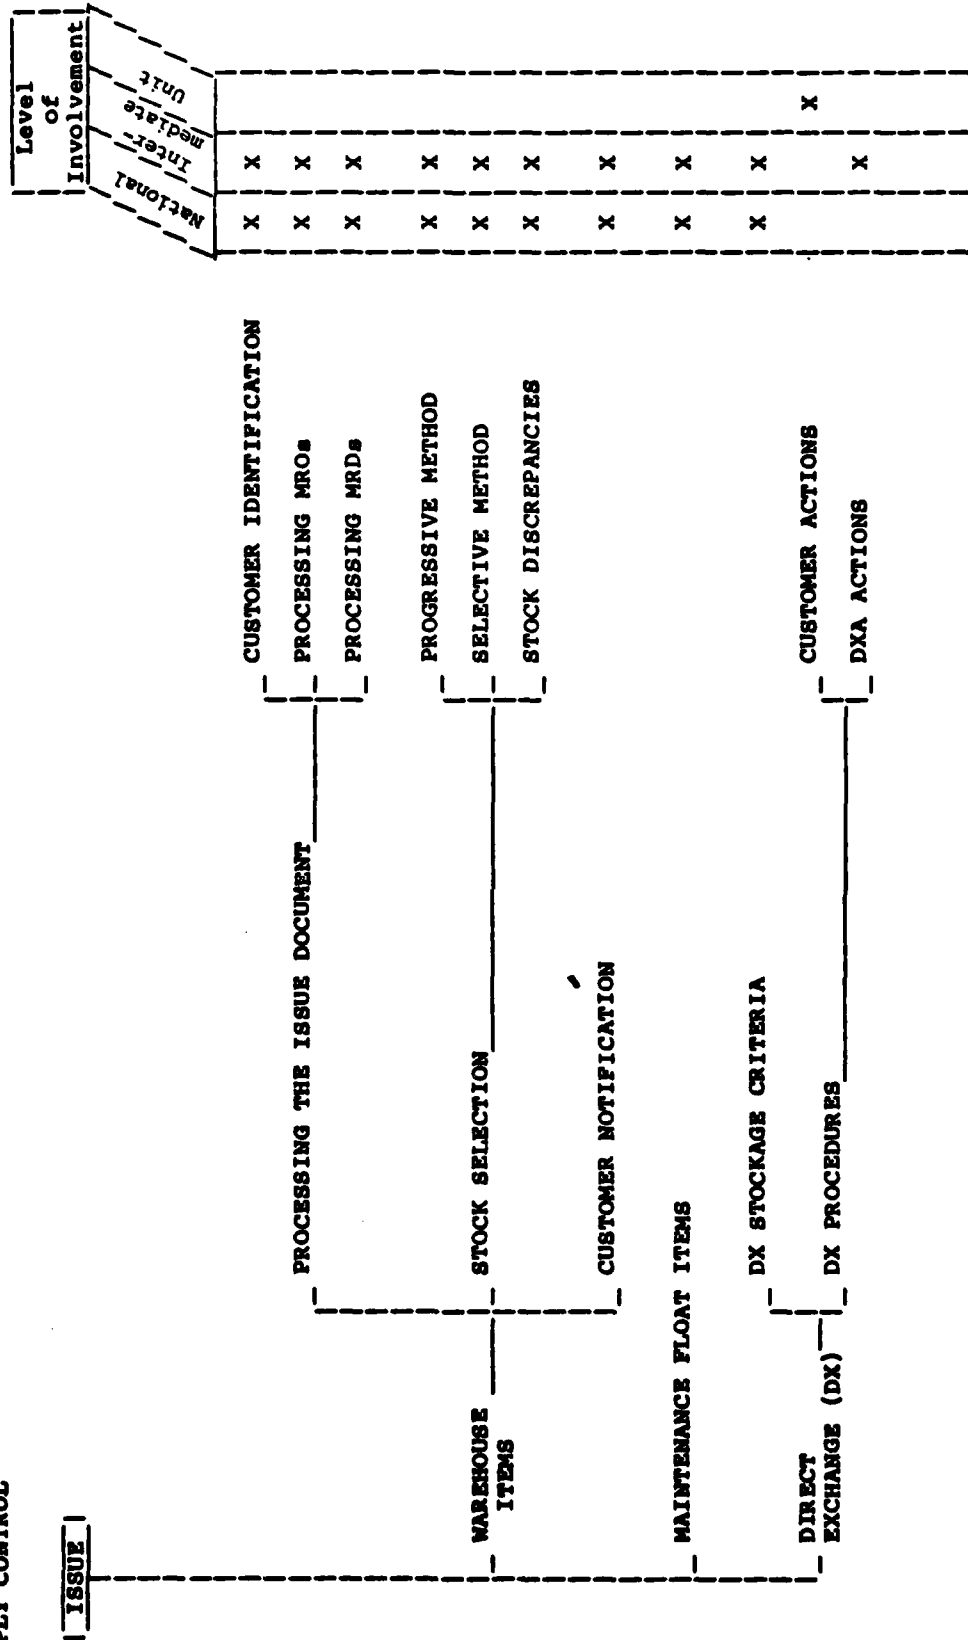 PLY CONTROL
Level
of
ISSUE
Involvement
National
Inter-
mediate
Unit
CUSTOMER IDENTIFICATION X X
PROCESSING THE ISSUE DOCUMENT PROCESSING MROs X X
PROCESSING MRDs X X
PROGRESSIVE METHOD X X
WAREHOUSE STOCK SELECTION SELECTIVE METHOD X X
ITEMS
STOCK DISCREPANCIES X X
CUSTOMER NOTIFICATION X X
MAINTENANCE FLOAT ITEMS X X
DX STOCKAGE CRITERIA X X
DIRECT CUSTOMER ACTIONS X
EXCHANGE (DX) DX PROCEDURES
DXA ACTIONS X